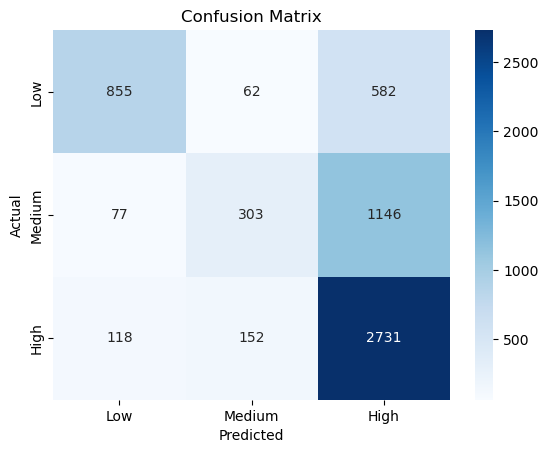 Confusion Matrix
Low
855
62
582
Actual
Medium
77
303
1146
High
118
152
2731
Low
Medium
High
Predicted
2500
2000
1500
1000
500